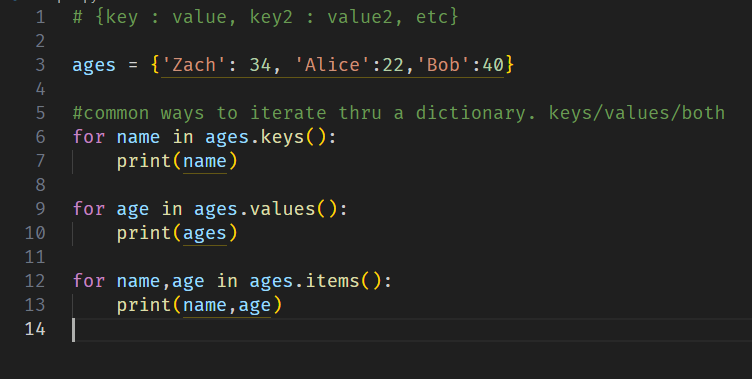 1 # {key : value, key2 : value2, etc}
2
3 ages = {'Zach': 34, 'Alice':22,'Bob':40}
4
5 #common ways to iterate thru a dictionary. keys/values/both
6 for name in ages.keys():
7     print(name)
8
9 for age in ages.values():
10     print(ages)
11
12 for name,age in ages.items():
13     print(name,age)
14